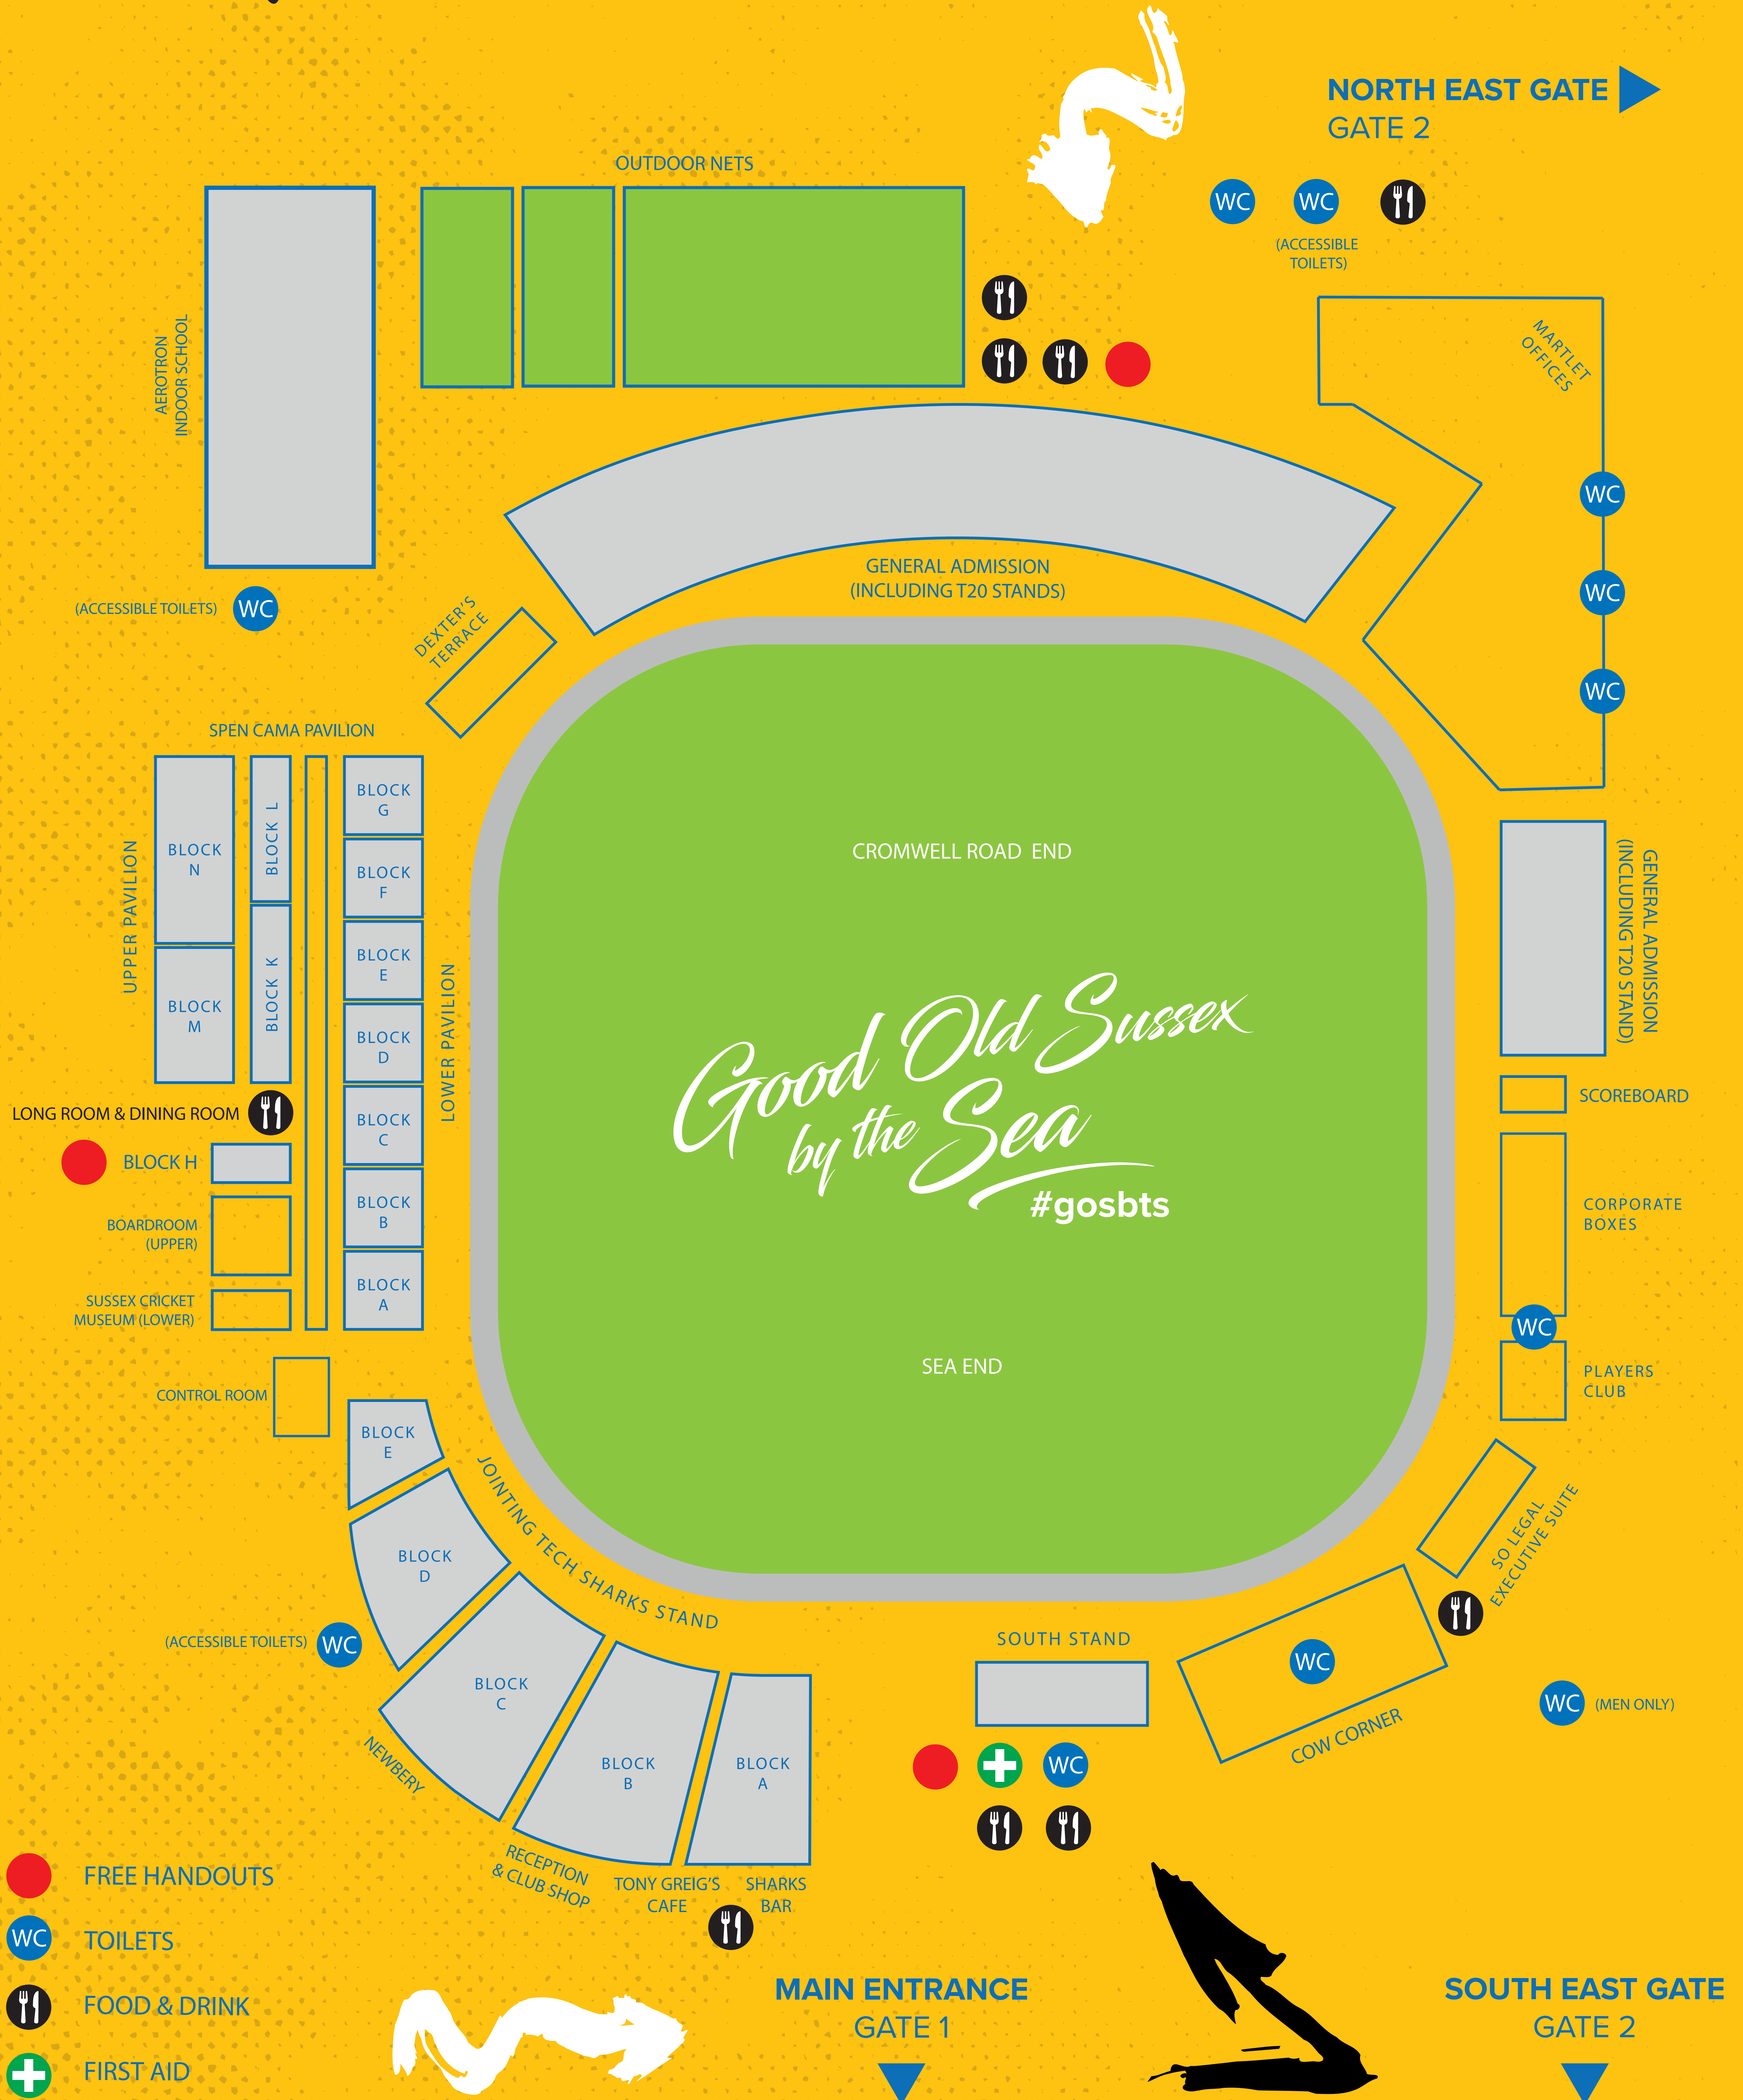 NORTH EAST GATE
GATE 2
OUTDOOR NETS
WC
WC
(ACCESSIBLE
TOILETS)
AEROTRON
INDOOR SCHOOL
MARTLET
OFFICES
WC
WC
WC
GENERAL ADMISSION
(INCLUDING T20 STANDS)
(ACCESSIBLE TOILETS)
WC
DEXTER'S
TERRACE
SPEN CAMA PAVILION
UPPER PAVILION
BLOCK
N
BLOCK
M
BLOCK L
BLOCK K
BLOCK
G
BLOCK
F
BLOCK
E
BLOCK
D
BLOCK
C
BLOCK
B
BLOCK
A
LOWER PAVILION
CROMWELL ROAD END
Good Old Sussex
by the Sea
#gosbts
SEA END
GENERAL ADMISSION
(INCLUDING T20 STAND)
SCOREBOARD
CORPORATE
BOXES
WC
PLAYERS
CLUB
LONG ROOM & DINING ROOM
BLOCK H
BOARDROOM
(UPPER)
SUSSEX CRICKET
MUSEUM (LOWER)
CONTROL ROOM
BLOCK
E
BLOCK
D
BLOCK
C
BLOCK
B
BLOCK
A
JOINTING TECH SHARKS STAND
(ACCESSIBLE TOILETS)
WC
NEWBERY
RECEPTION
& CLUB SHOP
TONY GREIG'S
CAFE
SHARKS
BAR
SOUTH STAND
WC
WC
COW CORNER
SO LEGAL
EXECUTIVE SUITE
WC
(MEN ONLY)
FREE HANDOUTS
WC
TOILETS
FOOD & DRINK
FIRST AID
MAIN ENTRANCE
GATE 1
SOUTH EAST GATE
GATE 2